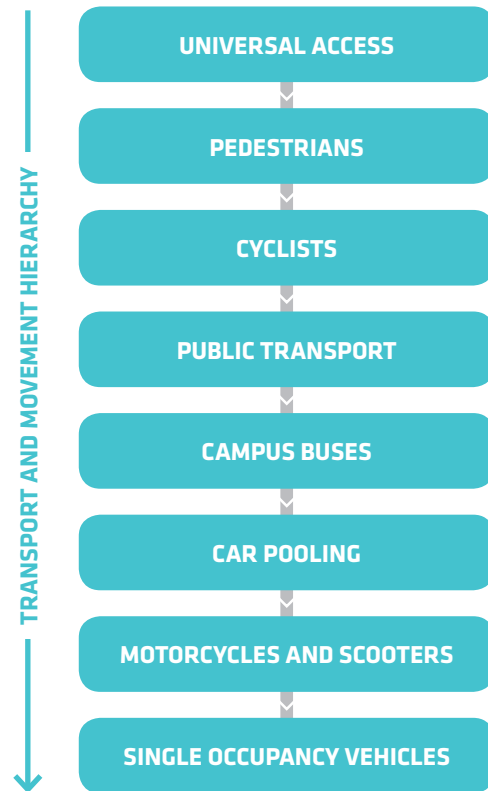 TRANSPORT AND MOVEMENT HIERARCHY
UNIVERSAL ACCESS
PEDESTRIANS
CYCLISTS
PUBLIC TRANSPORT
CAMPUS BUSES
CAR POOLING
MOTORCYCLES AND SCOOTERS
SINGLE OCCUPANCY VEHICLES